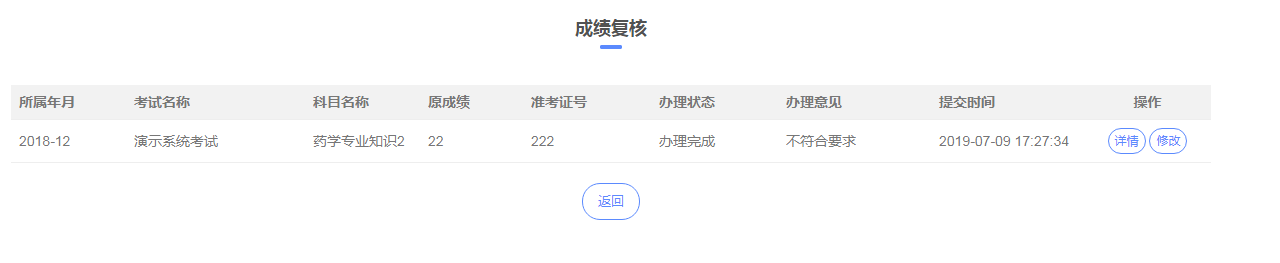 成绩复核
所属年月 考试名称 科目名称 原成绩 准考证号 办理状态 办理意见 提交时间 操作
2018-12 演示系统考试 药学专业知识2 22 222 办理完成 不符合要求 2019-07-09 17:27:34 详情 修改
返回